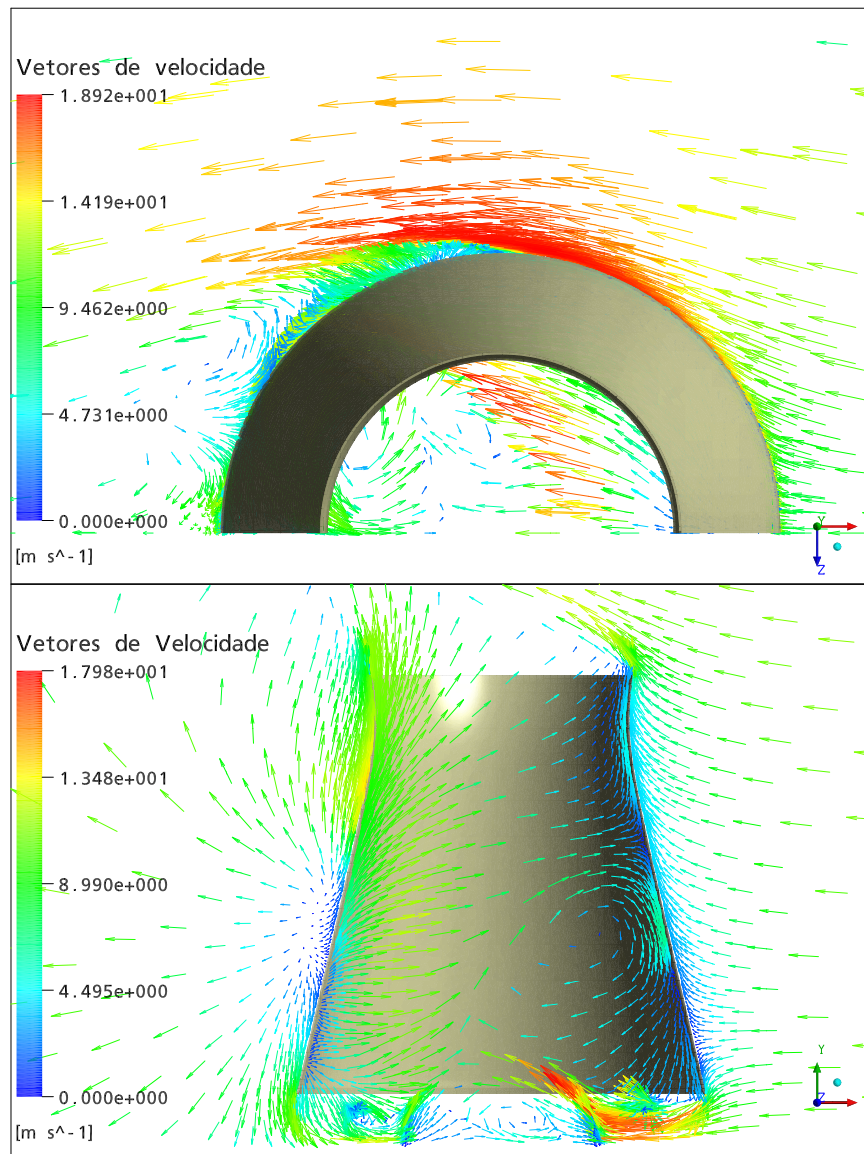 Vetores de velocidade
1.892e+001
1.419e+001
9.462e+000
4.731e+000
0.000e+000
[m s^-1]
Y
Z
Vetores de Velocidade
1.798e+001
1.348e+001
8.990e+000
4.495e+000
0.000e+000
[m s^-1]
Y
Z